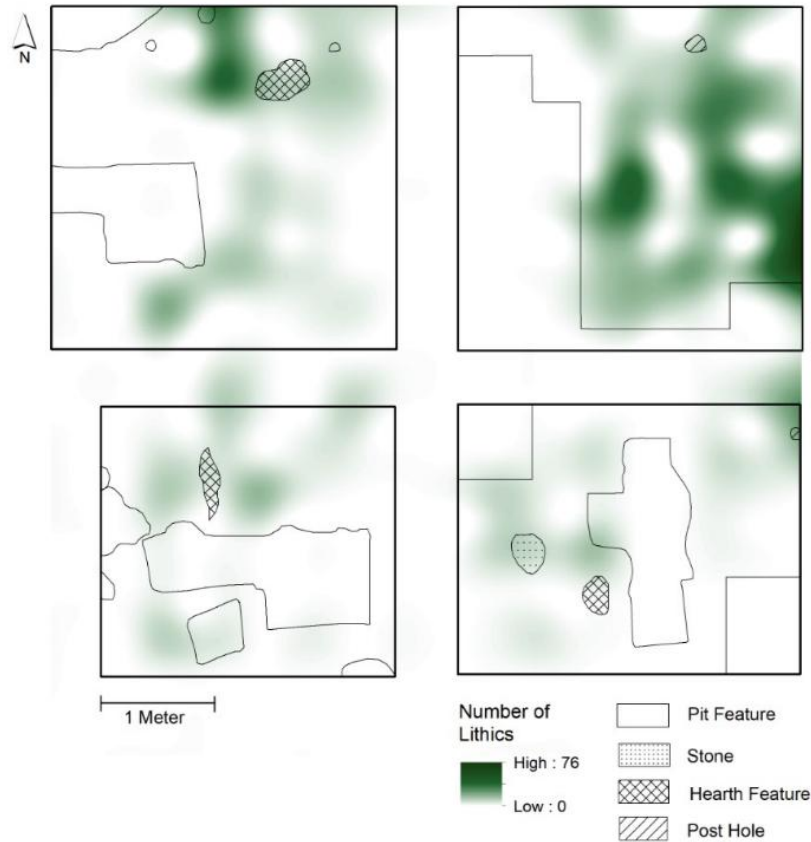 N
1 Meter
Number of
Lithics
High : 76
Low : 0
Pit Feature
Stone
Hearth Feature
Post Hole